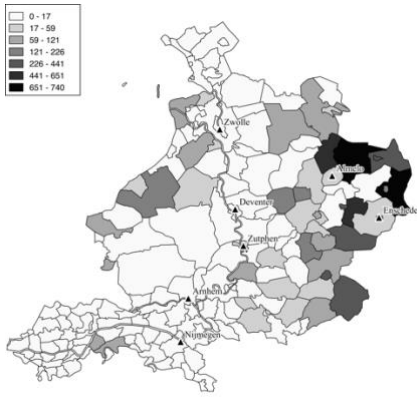 0 - 17
17 - 59
59 - 121
121 - 226
226 - 441
441 - 651
651 - 740
Zwolle
Almelo
Deventer
Enschede
Zutphen
Arnhem
Nijmegen